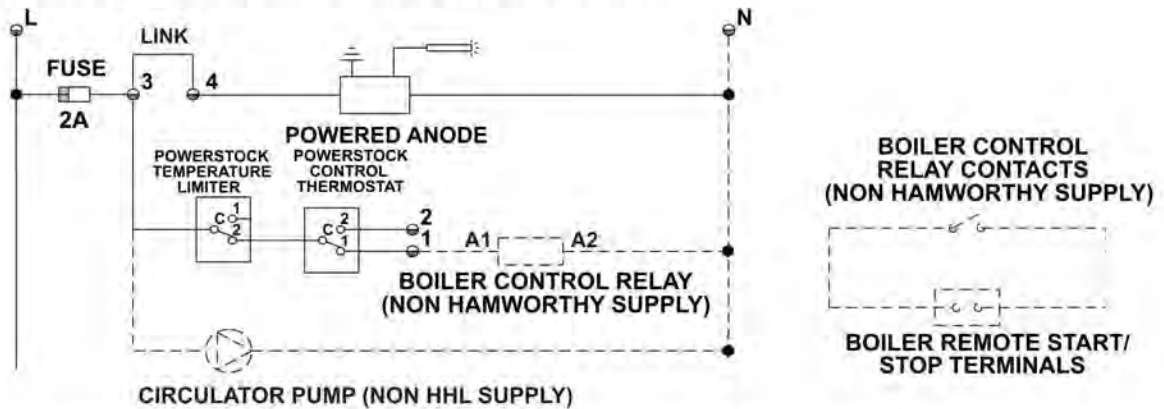 L
N
LINK
FUSE
3
4
2A
POWERED ANODE
POWERSTOCK
TEMPERATURE
LIMITER
POWERSTOCK
CONTROL
THERMOSTAT
C 1
2
C 2
1
2
1
A1
A2
BOILER CONTROL RELAY
(NON HAMWORTHY SUPPLY)
CIRCULATOR PUMP (NON HHL SUPPLY)
BOILER CONTROL
RELAY CONTACTS
(NON HAMWORTHY SUPPLY)
BOILER REMOTE START/
STOP TERMINALS